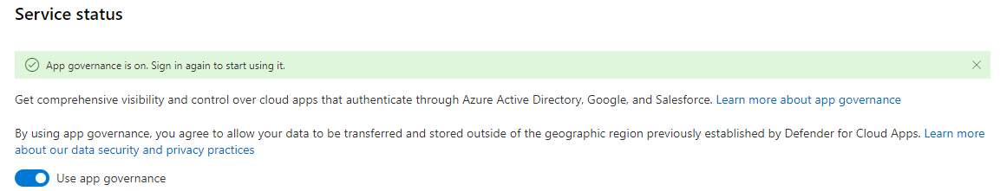 Service status
App governance is on. Sign in again to start using it.
Get comprehensive visibility and control over cloud apps that authenticate through Azure Active Directory, Google, and Salesforce. Learn more about app governance
By using app governance, you agree to allow your data to be transferred and stored outside of the geographic region previously established by Defender for Cloud Apps. Learn more
about our data security and privacy practices
Use app governance